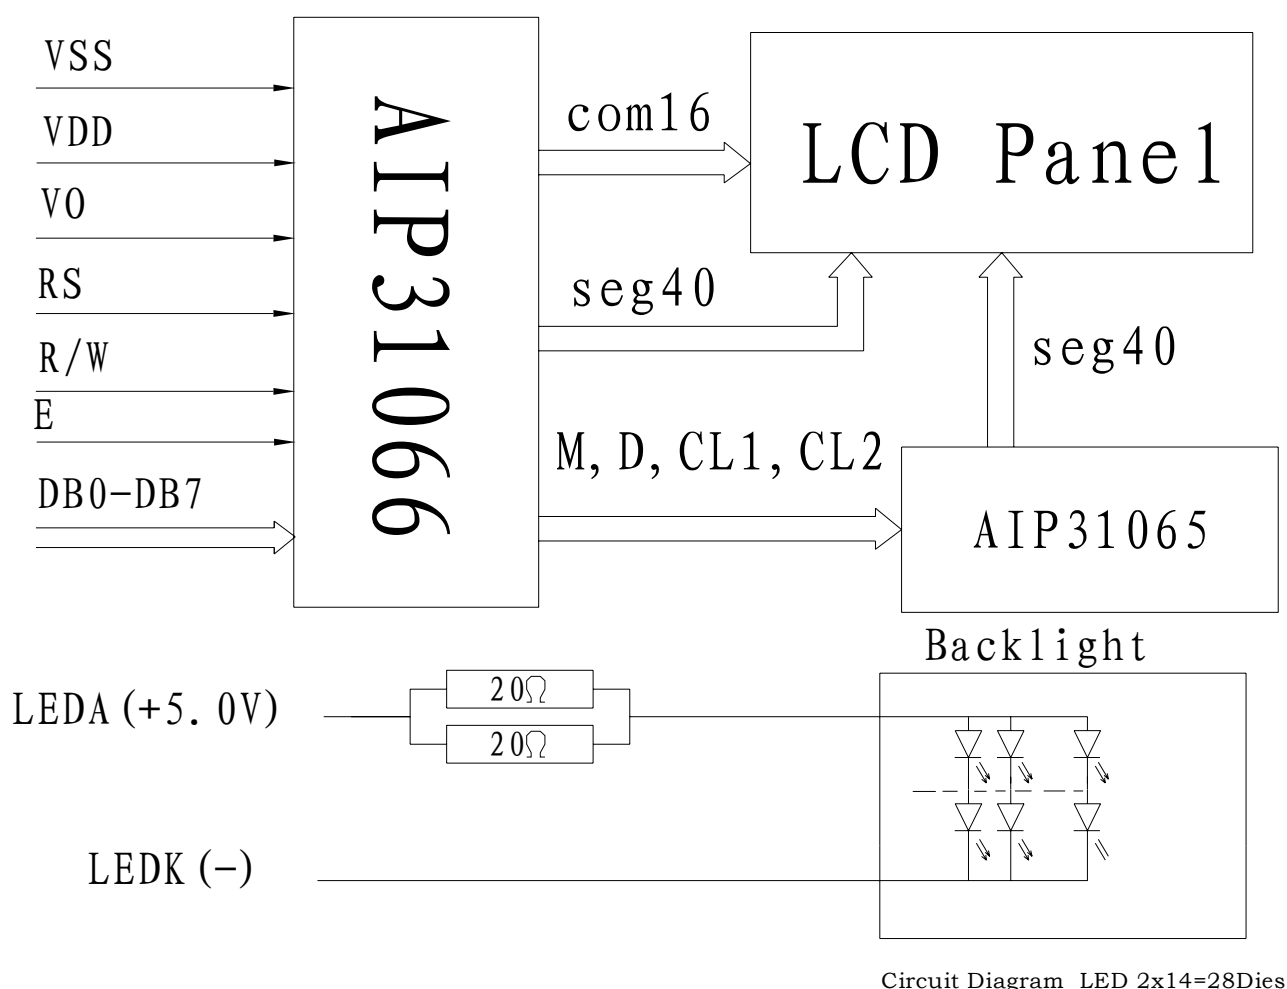 VSS
VDD
VO
RS
R/W
E
DB0-DB7
AIP31066
com16
seg40
M, D, CL1, CL2
LCD Panel
seg40
AIP31065
Backlight
LEDA(+5.0V)
20Ω
20Ω
LEDK(-)
Circuit Diagram LED 2x14=28Dies